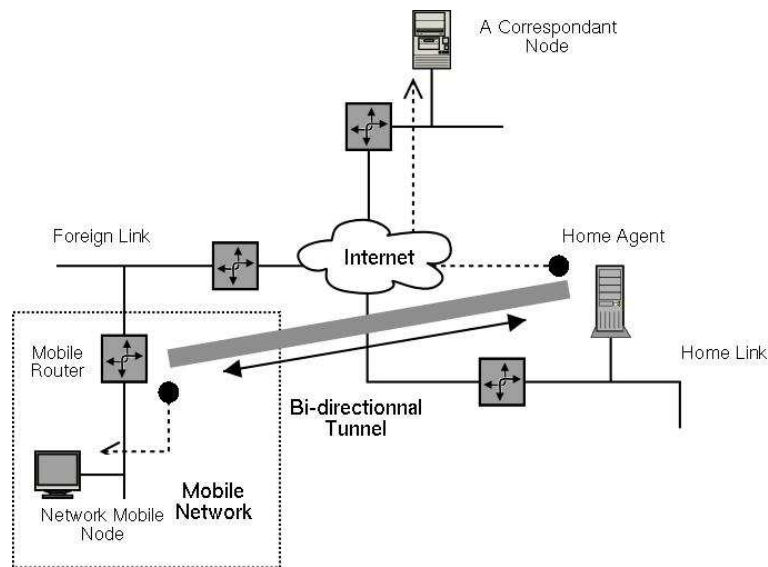 A Correspondant
Node
Foreign Link
Internet
Home Agent
Mobile
Router
Home Link
Bi-directionnal
Tunnel
Mobile
Network
Network Mobile
Node